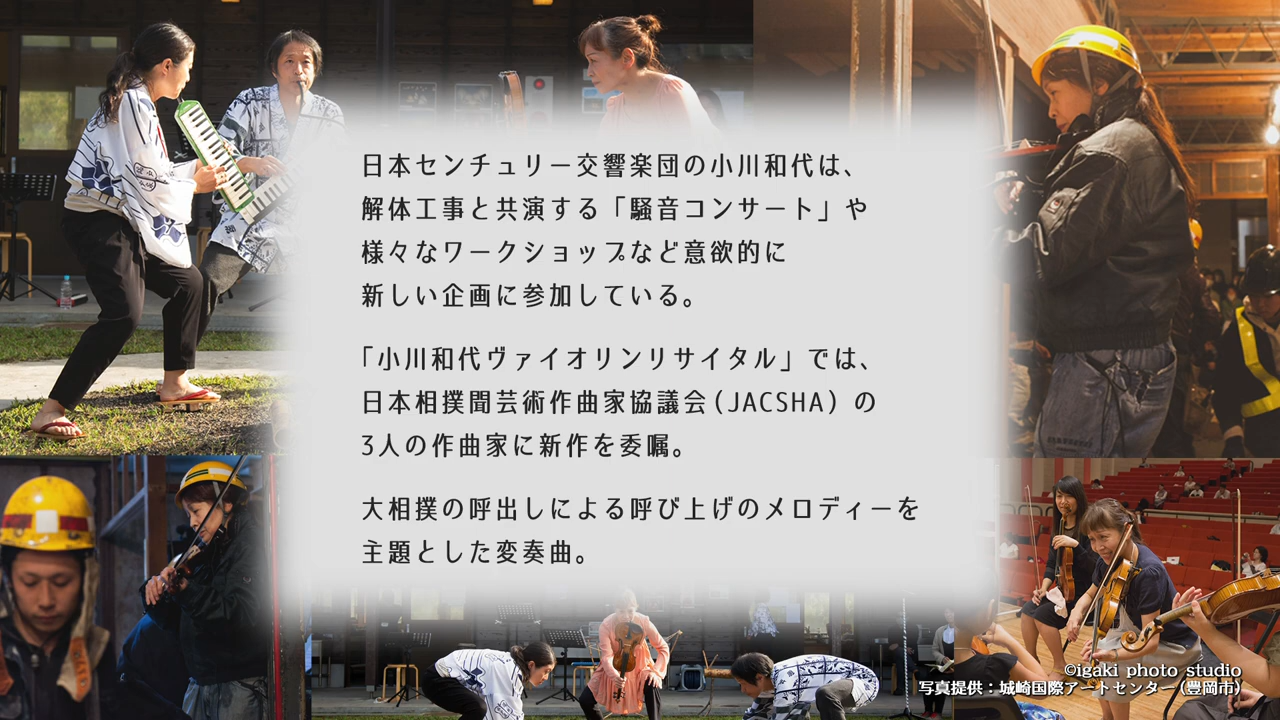 日本センチュリー交響楽団の小川和代は、
解体工事と共演する「騒音コンサート」や
様々なワークショップなど意欲的に
新しい企画に参加している。
「小川和代ヴァイオリンリサイタル」では、
日本相撲聞芸術作曲家協議会(JACSHA)の
3人の作曲家に新作を委嘱。
大相撲の呼出しによる呼び上げのメロディーを
主題とした変奏曲。
©igaki photo studio
写真提供:城崎国際アートセンター(豊岡市)